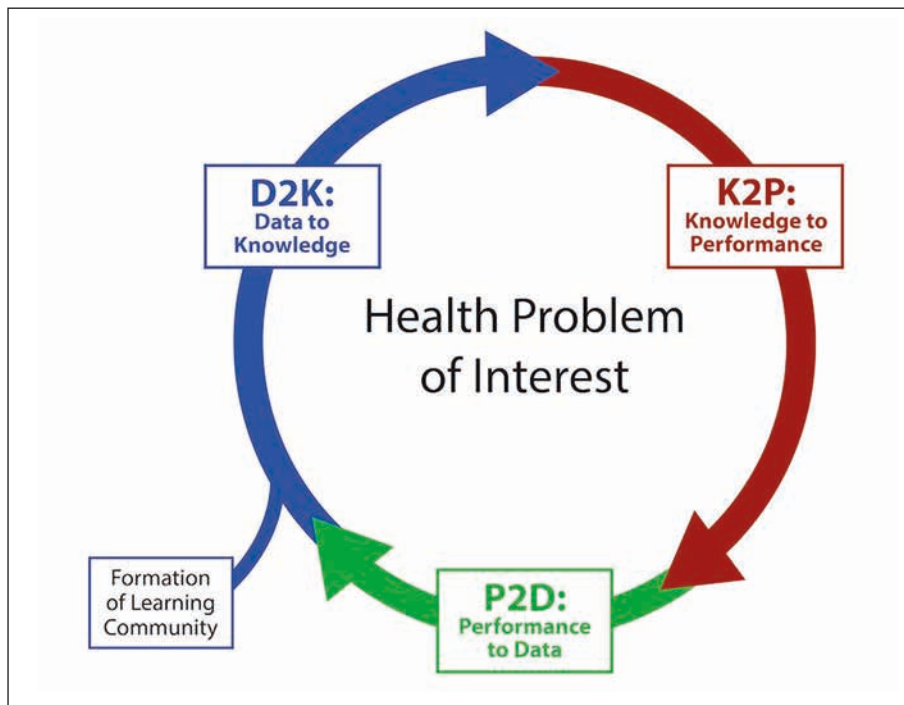 D2K:
Data to
Knowledge
K2P:
Knowledge to
Performance
Health Problem
of Interest
Formation
of Learning
Community
P2D:
Performance
to Data